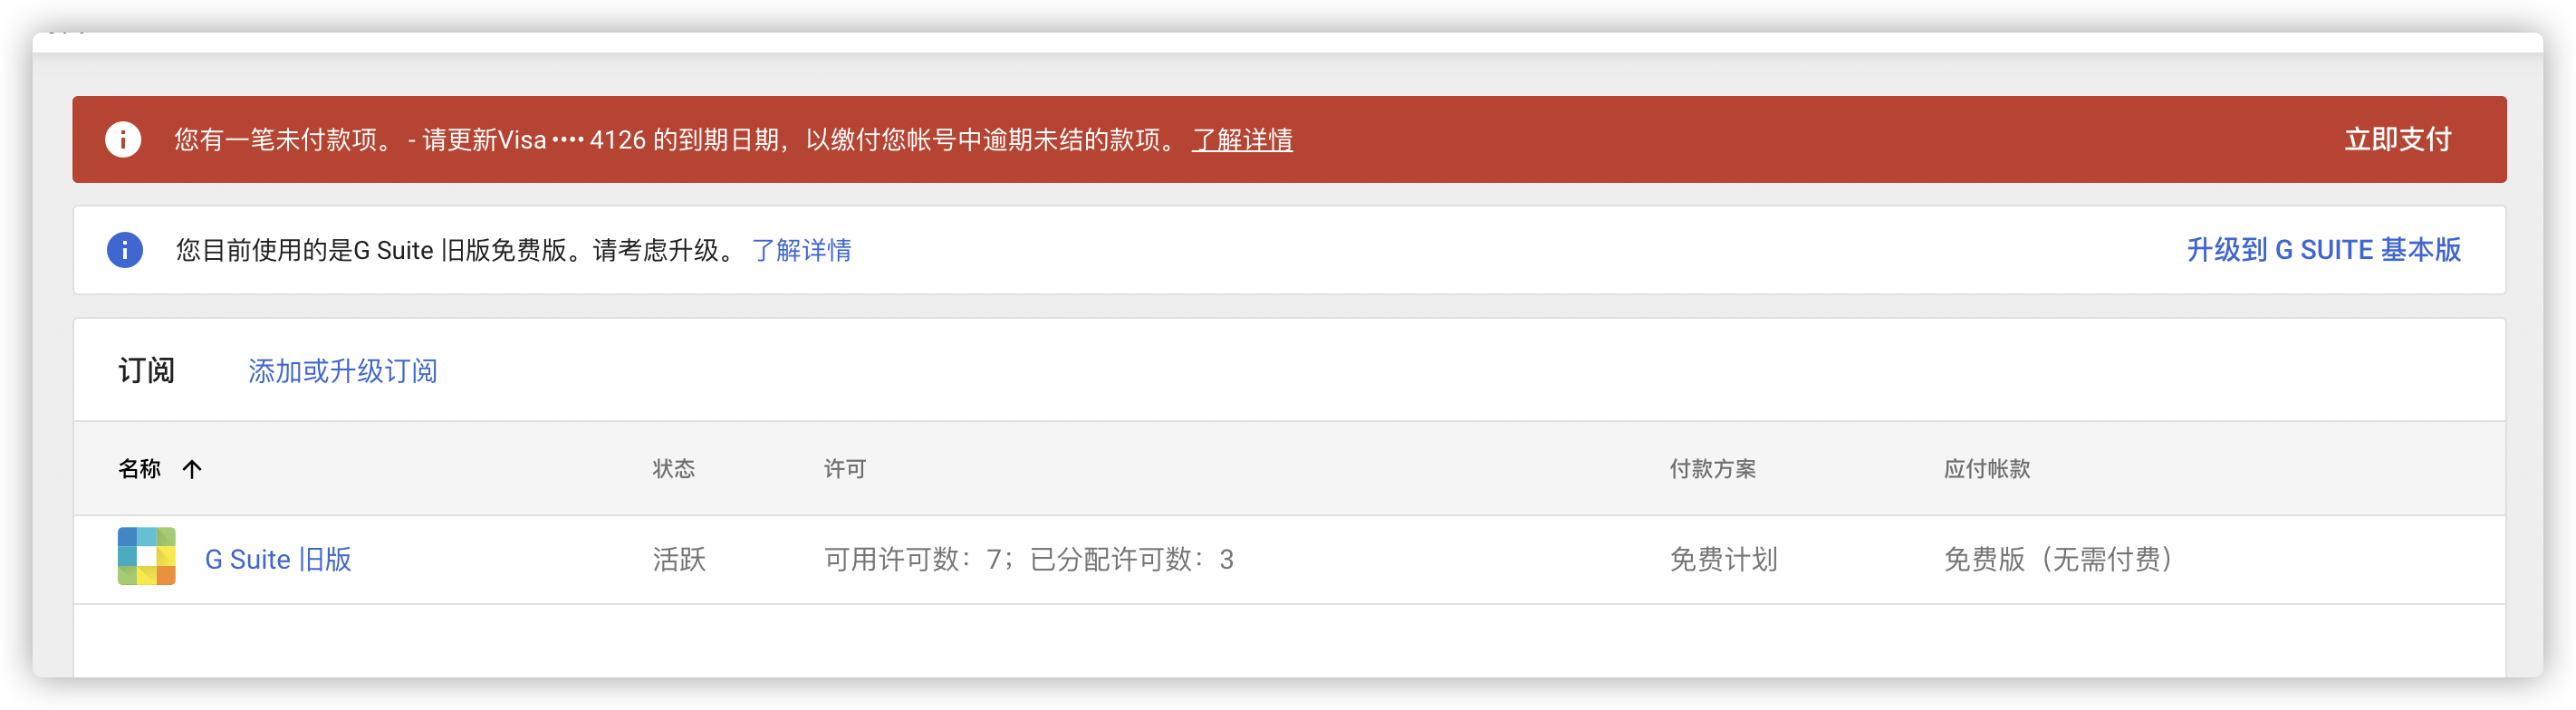 您有一笔未付款项。 - 请更新Visa •••• 4126 的到期日期，以缴付您帐号中逾期未结的款项。 了解详情 立即支付
您目前使用的是G Suite 旧版免费版。请考虑升级。 了解详情 升级到 G SUITE 基本版
订阅 添加或升级订阅
名称 ↑ 状态 许可 付款方案 应付帐款
G Suite 旧版 活跃 可用许可数：7；已分配许可数：3 免费计划 免费版（无需付费）